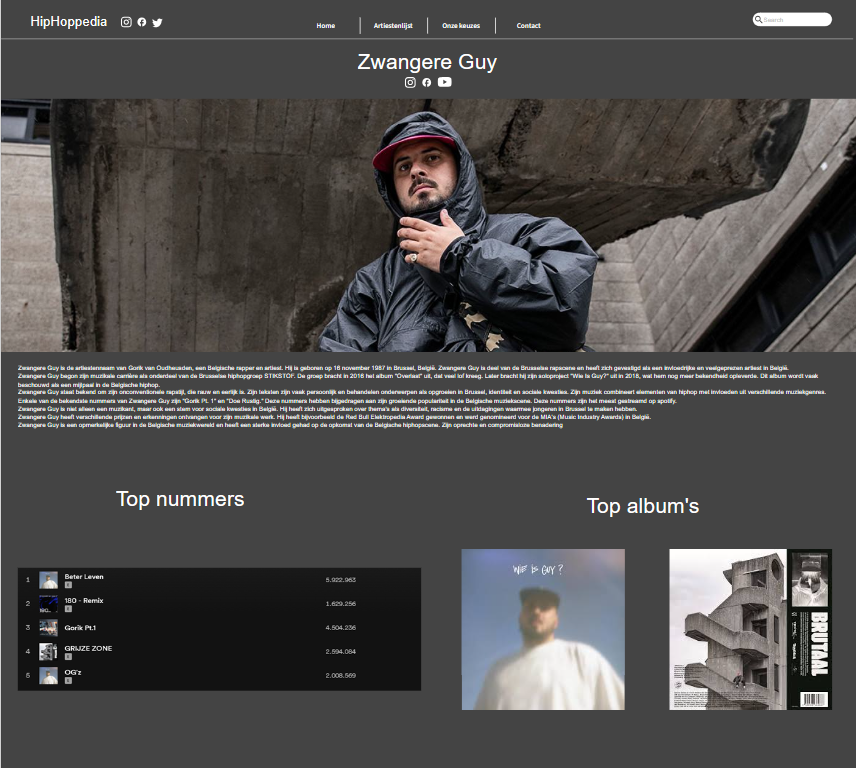 HipHoppedia
Home
Artiestenlijst
Onze keuzes
Contact
Search
Zwangere Guy
Zwangere Guy is de artiestennaam van Gorik van Oudheusden, een Belgische rapper en artiest. Hij is geboren op 16 november 1987 in Brussel, België. Zwangere Guy is deel van de Brusselse rapscene en heeft zich gevestigd als een invloedrijke en veelgeprezen artiest in België.
Zwangere Guy begon zijn muzikale carrière als onderdeel van de Brusselse hiphopgroep STIKSTOF. De groep bracht in 2016 het album "Overlaat" uit, dat veel lof kreeg. Later bracht hij zijn soloproject "Wie is Guy?" uit in 2018, wat hem nog meer bekendheid opleverde. Dit album wordt vaak
beschouwd als een mijlpaal in de Belgische hiphop.
Zwangere Guy staat bekend om zijn onconventionele rapstijl, die rauw en eerlijk is. Zijn teksten zijn vaak persoonlijk en behandelen onderwerpen als opgroeien in Brussel, identiteit en sociale kwesties. Zijn muziek combineert elementen van hiphop met invloeden uit verschillende muziekgenres.
Enkele van de bekendste nummers van Zwangere Guy zijn "Gorik Pt. 1" en "Doe Rustig." Deze nummers hebben bijgedragen aan zijn groeiende populariteit in de Belgische muziekscene. Deze nummers zijn het meest gestreamd op spotify.
Zwangere Guy is niet alleen een muzikant, maar ook een stem voor sociale kwesties in België. Hij heeft zich uitgesproken over thema's als diversiteit, racisme en de uitdagingen waarmee jongeren in Brussel te maken hebben.
Zwangere Guy heeft verschillende prijzen en erkenningen ontvangen voor zijn muzikale werk. Hij heeft bijvoorbeeld de Red Bull Elektropedia Award gewonnen en werd genomineerd voor de MIA's (Music Industry Awards) in België.
Zwangere Guy is een opmerkelijke figuur in de Belgische muziekwereld en heeft een sterke invloed gehad op de opkomst van de Belgische hiphopscene. Zijn oprechte en compromisloze benadering
Top nummers
Top album's
1 Beter Leven 5.922.963
E
2 180 - Remix 1.629.256
E
3 Gorik Pt.1 4.504.236
4 GRIJZE ZONE 2.594.084
E
5 OG'z 2.008.569
E
WIE IS GUY ?
BRUTAAL